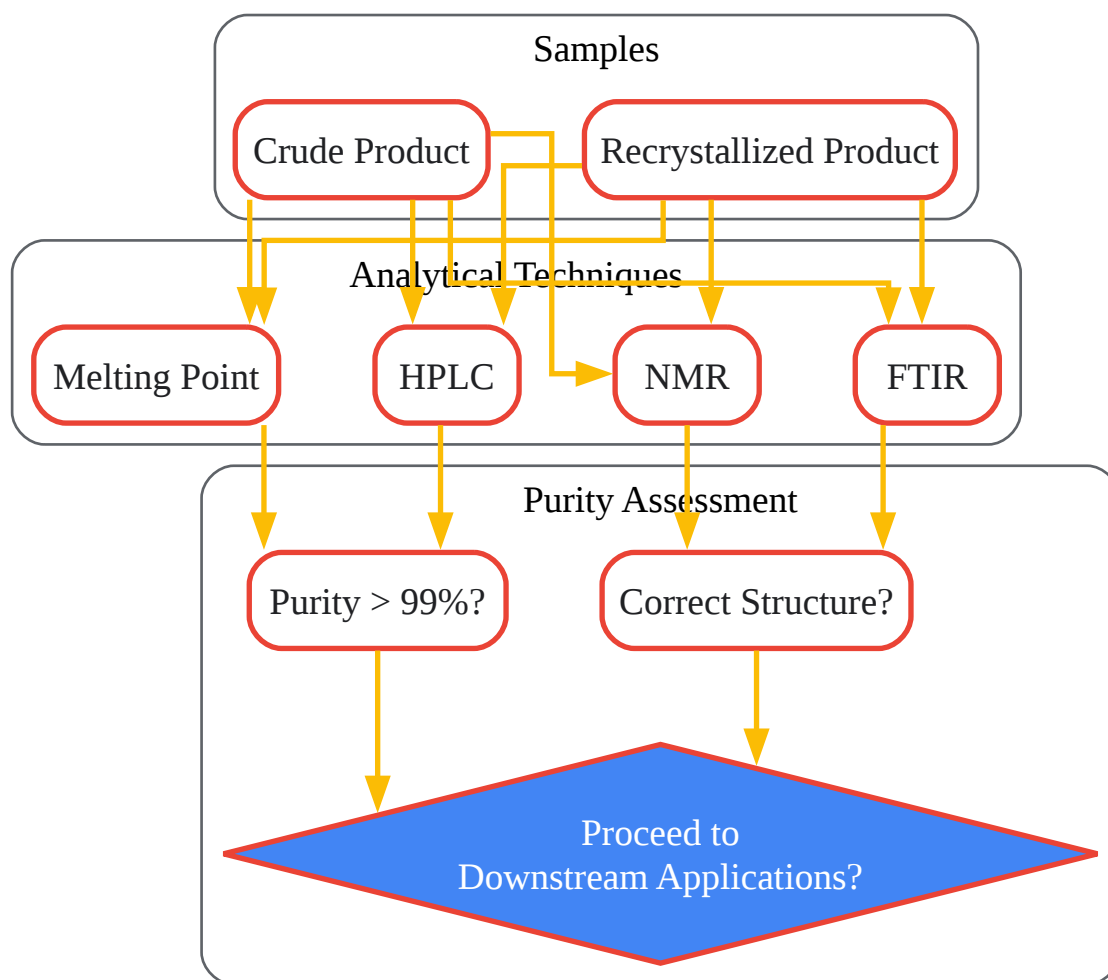 Samples
Crude Product
Recrystallized Product
Analytical Techniques
Melting Point
HPLC
NMR
FTIR
Purity Assessment
Purity > 99%?
Correct Structure?
Proceed to
Downstream Applications?